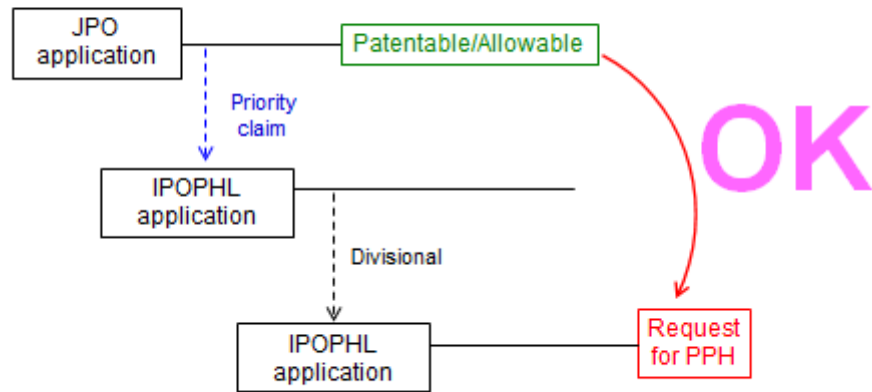 JPO
application
Patentable/Allowable
Priority
claim
OK
IPOPHL
application
Divisional
IPOPHL
application
Request
for PPH